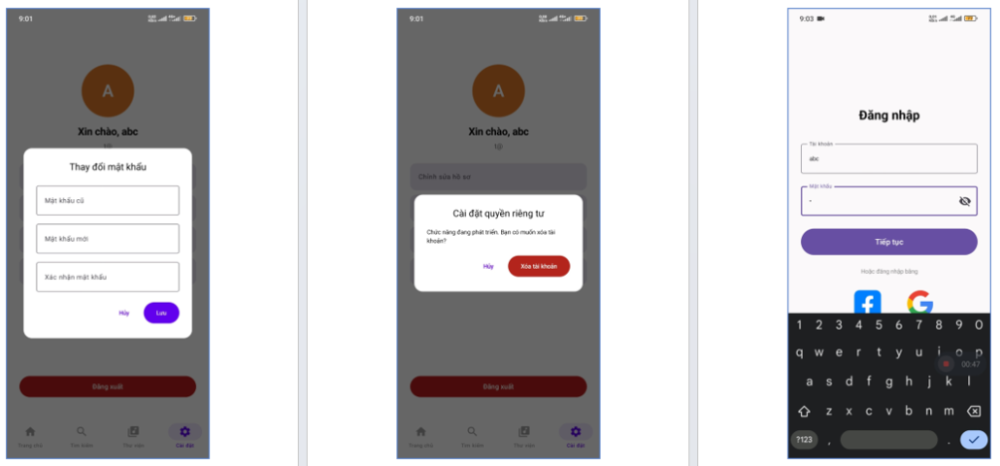 9:01
A
Xin chào, abc
Thay đổi mật khẩu
Mật khẩu cũ
Mật khẩu mới
Xác nhận mật khẩu
Hủy
Lưu
Đăng xuất
Trang chủ
Tìm kiếm
Thư viện
Cài đặt
9:01
A
Xin chào, abc
Chỉnh sửa hồ sơ
Cài đặt quyền riêng tư
Chức năng đang phát triển. Bạn có muốn xóa tài
khoản?
Hủy
Xóa tài khoản
Đăng xuất
Trang chủ
Tìm kiếm
Thư viện
Cài đặt
9:03
Đăng nhập
Tài khoản
abc
Mật khẩu
Tiếp tục
Hoặc đăng nhập bằng
1 2 3 4 5 6 7 8 9 0
q w e r t y u i o p
00:47
a s d f g h j k l
z x c v b n m
?123 , .